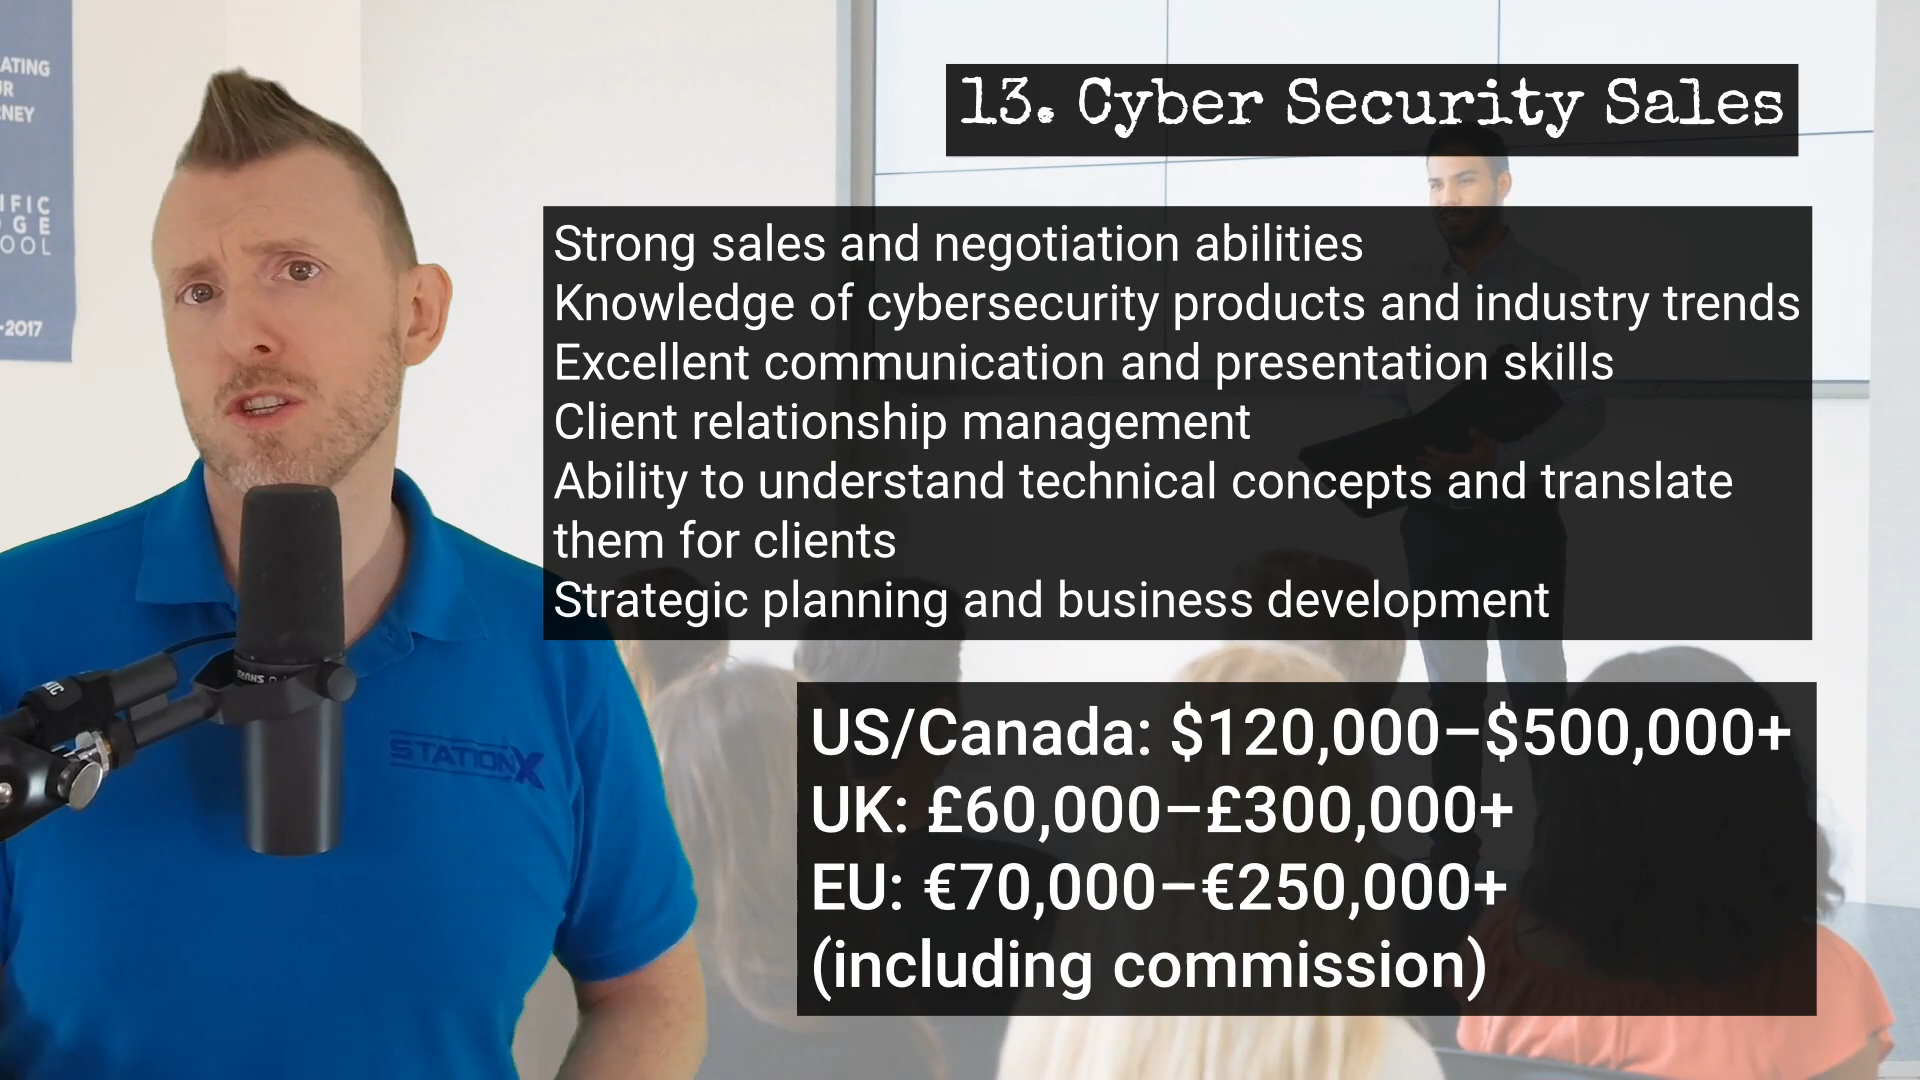 13. Cyber Security Sales
Strong sales and negotiation abilities
Knowledge of cybersecurity products and industry trends
Excellent communication and presentation skills
Client relationship management
Ability to understand technical concepts and translate
them for clients
Strategic planning and business development
US/Canada: $120,000–$500,000+
UK: £60,000–£300,000+
EU: €70,000–€250,000+
(including commission)
STATIONX
-2017